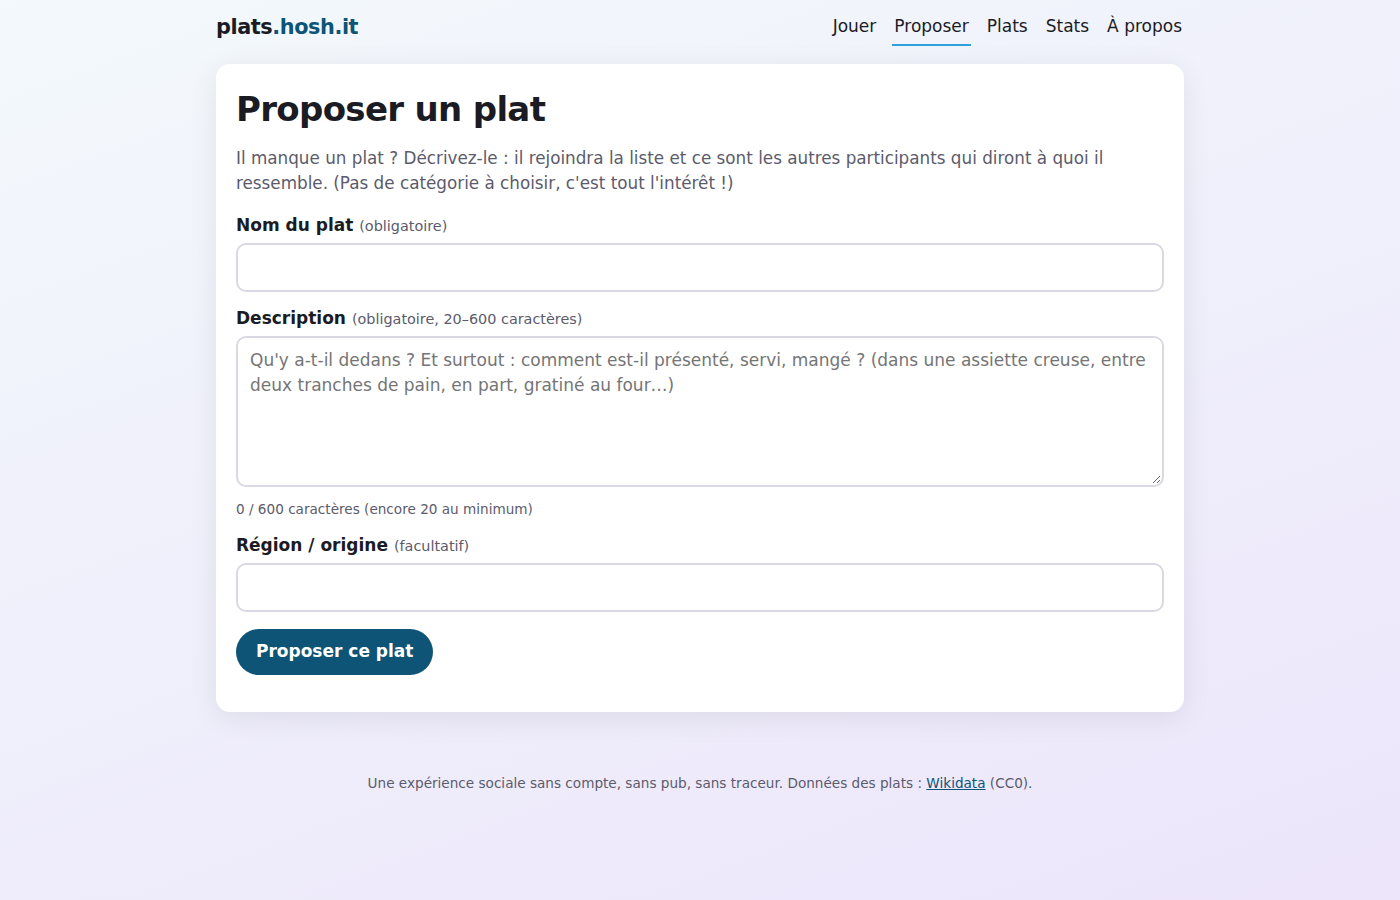 plats.hosh.it
Jouer Proposer Plats Stats À propos
Proposer un plat
Il manque un plat ? Décrivez-le : il rejoindra la liste et ce sont les autres participants qui diront à quoi il
ressemble. (Pas de catégorie à choisir, c'est tout l'intérêt !)
Nom du plat (obligatoire)
Description (obligatoire, 20–600 caractères)
Qu'y a-t-il dedans ? Et surtout : comment est-il présenté, servi, mangé ? (dans une assiette creuse, entre
deux tranches de pain, en part, gratiné au four…)
0 / 600 caractères (encore 20 au minimum)
Région / origine (facultatif)
Proposer ce plat
Une expérience sociale sans compte, sans pub, sans traceur. Données des plats : Wikidata (CC0).